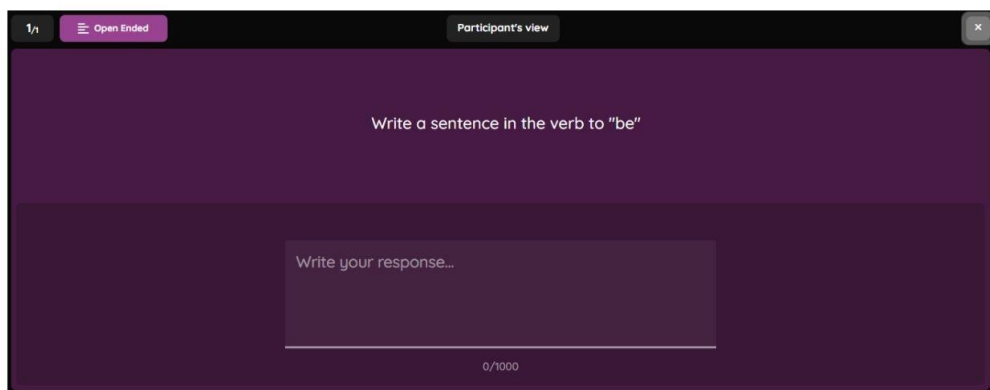 1/1
Open Ended
Participant's view
×
Write a sentence in the verb to "be"
Write your response...
0/1000